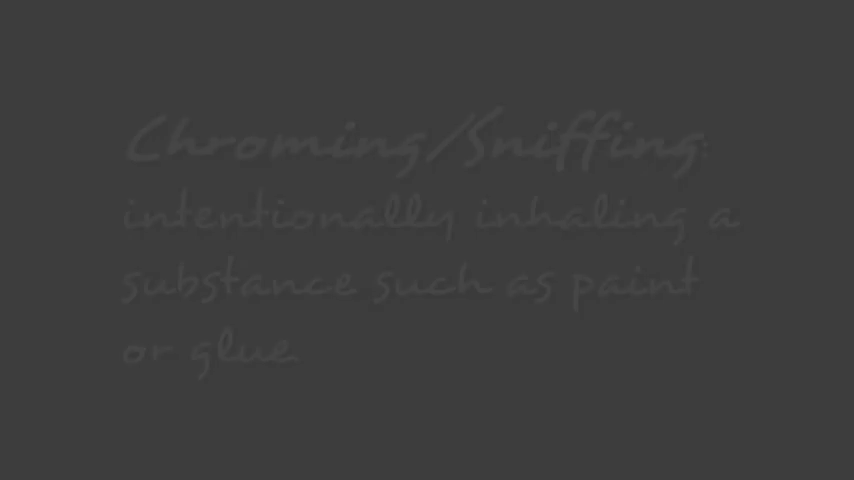 Chroming/Sniffing:
intentionally inhaling a
substance such as paint
or glue